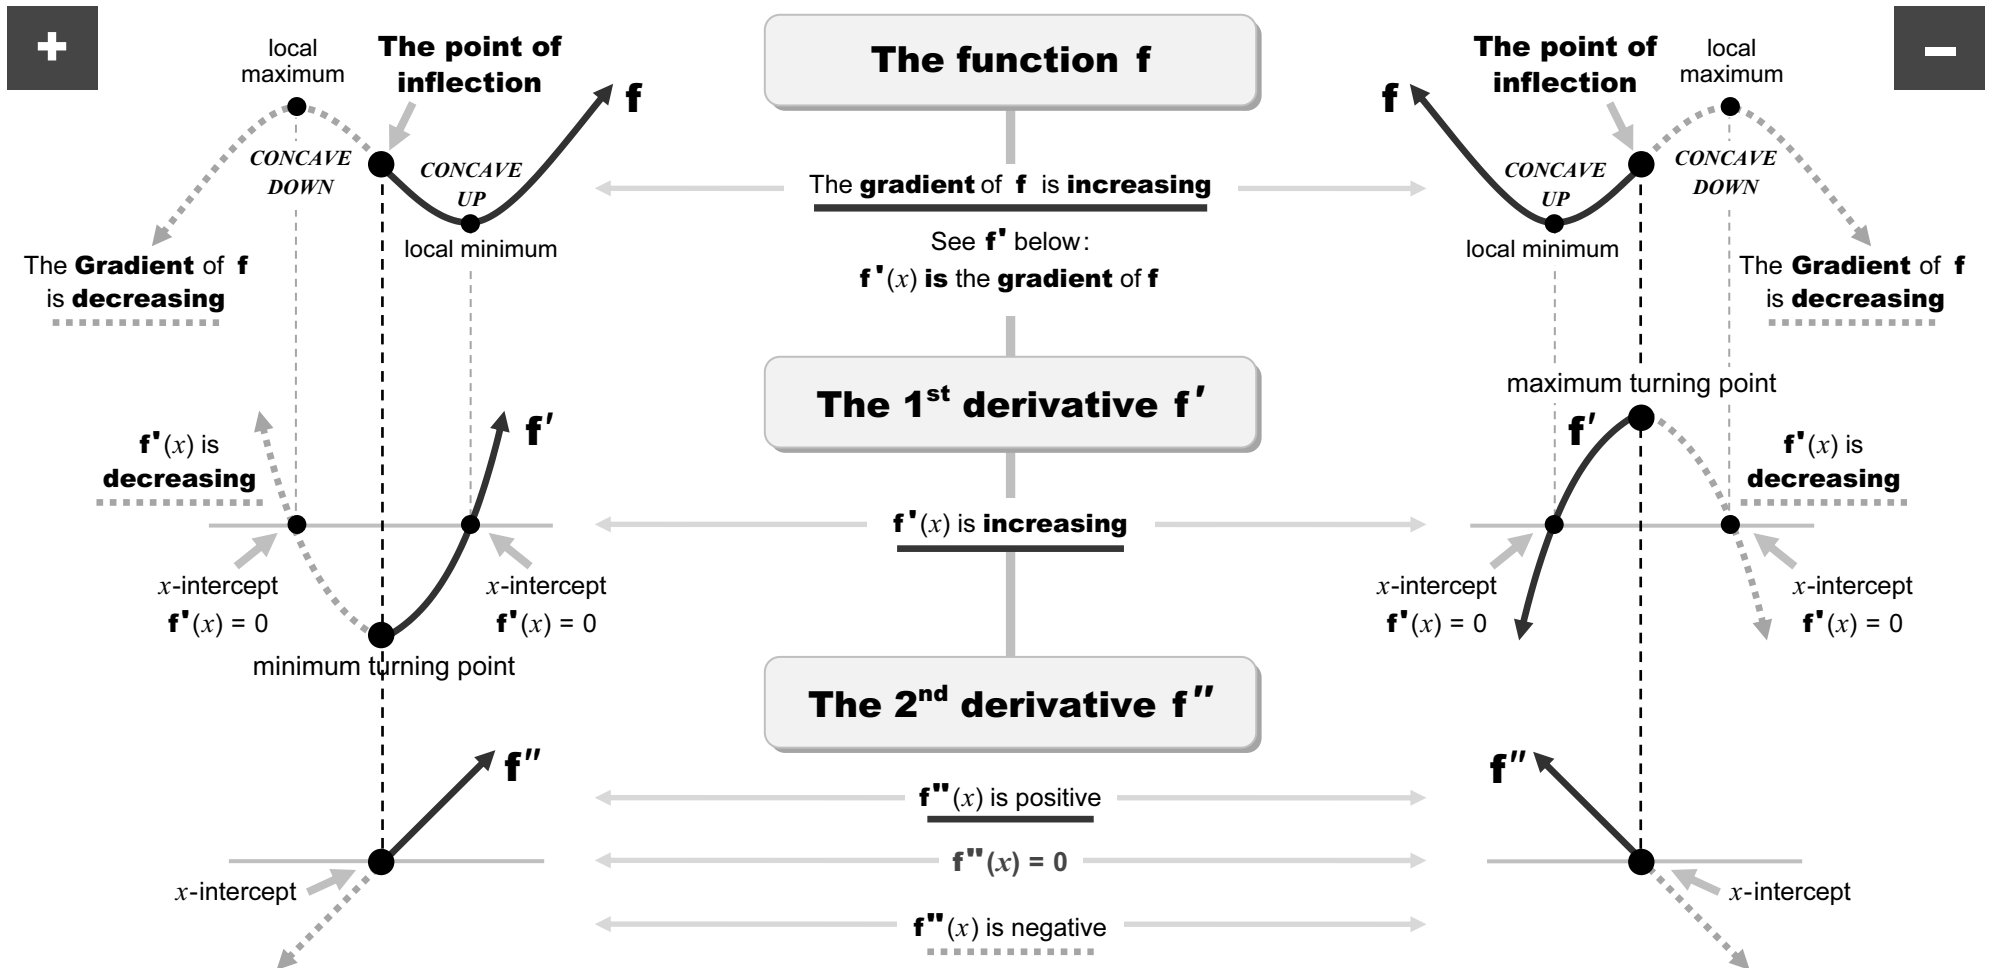 +
local
maximum
The point of
inflection
f
CONCAVE
DOWN
CONCAVE
UP
local minimum
The Gradient of f
is decreasing
The function f
The gradient of f is increasing
See f' below:
f'(x) is the gradient of f
−
f
The point of
inflection
local
maximum
CONCAVE
UP
CONCAVE
DOWN
local minimum
The Gradient of f
is decreasing
f'(x) is
decreasing
f'
x-intercept
f'(x) = 0
x-intercept
f'(x) = 0
minimum turning point
The 1st derivative f'
f'(x) is increasing
maximum turning point
f'
f'(x) is
decreasing
x-intercept
f'(x) = 0
x-intercept
f'(x) = 0
The 2nd derivative f"
f"
x-intercept
f"(x) is positive
f"(x) = 0
f"(x) is negative
f"
x-intercept